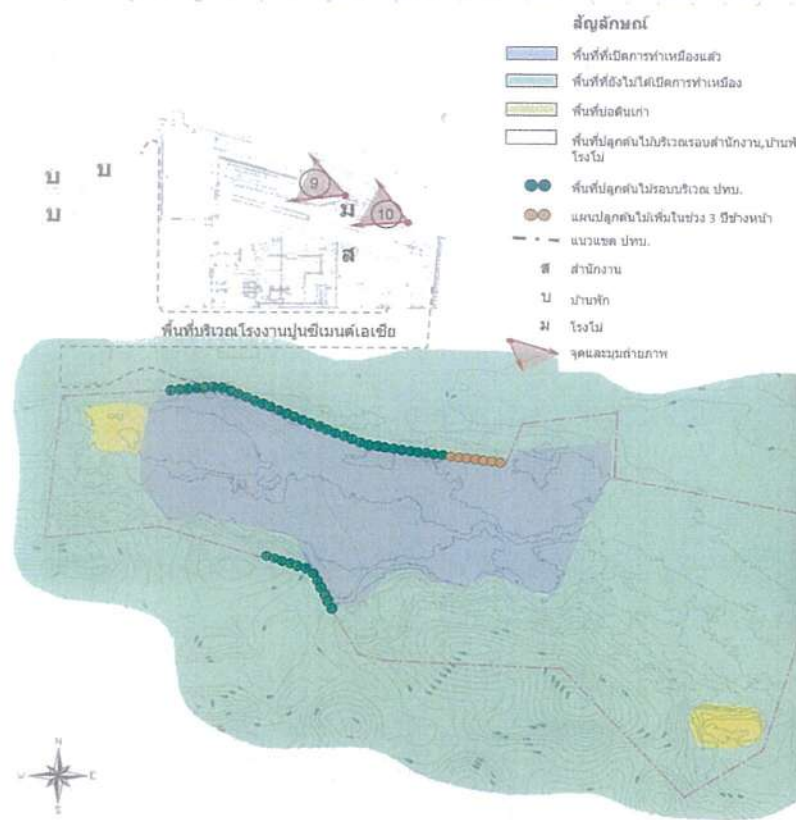 สัญลักษณ์
พื้นที่ที่เปิดการทำเหมืองแล้ว
พื้นที่ที่ยังไม่ได้เปิดการทำเหมือง
พื้นที่บ่อดินเก่า
พื้นที่ปลูกต้นไม้บริเวณรอบสำนักงาน,บ้านพัก
โรงโม่
พื้นที่ปลูกต้นไม้รอบบริเวณ ปทบ.
แผนปลูกต้นไม้เพิ่มในช่วง 3 ปีข้างหน้า
แนวเขต ปทบ.
ส สำนักงาน
บ บ้านพัก
ม โรงโม่
จุดและมุมถ่ายภาพ
บ บ
บ
9
ม 10
ส
พื้นที่บริเวณโรงงานปูนซีเมนต์เอเซีย
N
W E
S